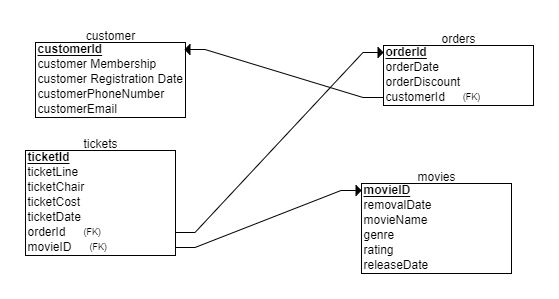 customer
customerId
customer Membership
customer Registration Date
customerPhoneNumber
customerEmail
orders
orderId
orderDate
orderDiscount
customerId (FK)
tickets
ticketId
ticketLine
ticketChair
ticketCost
ticketDate
orderId (FK)
movieID (FK)
movies
movieID
removalDate
movieName
genre
rating
releaseDate